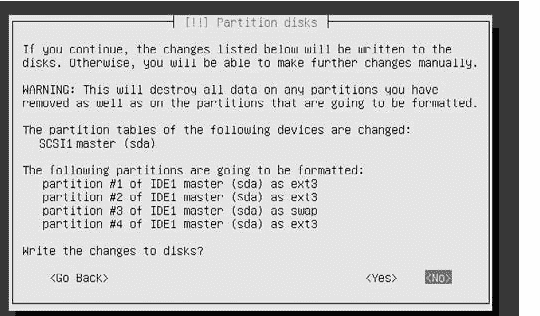 [!!] Partition disks
If you continue, the changes listed below will be written to the
disks. Otherwise, you will be able to make further changes manually.
WARNING: This will destroy all data on any partitions you have
removed as well as on the partitions that are going to be formatted.
The partition tables of the following devices are changed:
SCSI1 master (sda)
The following partitions are going to be formatted:
partition #1 of IDE1 master (sda) as ext3
partition #2 of IDE1 master (sda) as ext3
partition #3 of IDE1 master (sda) as swap
partition #4 of IDE1 master (sda) as ext3
Write the changes to disks?
<Go Back> <Yes> <No>